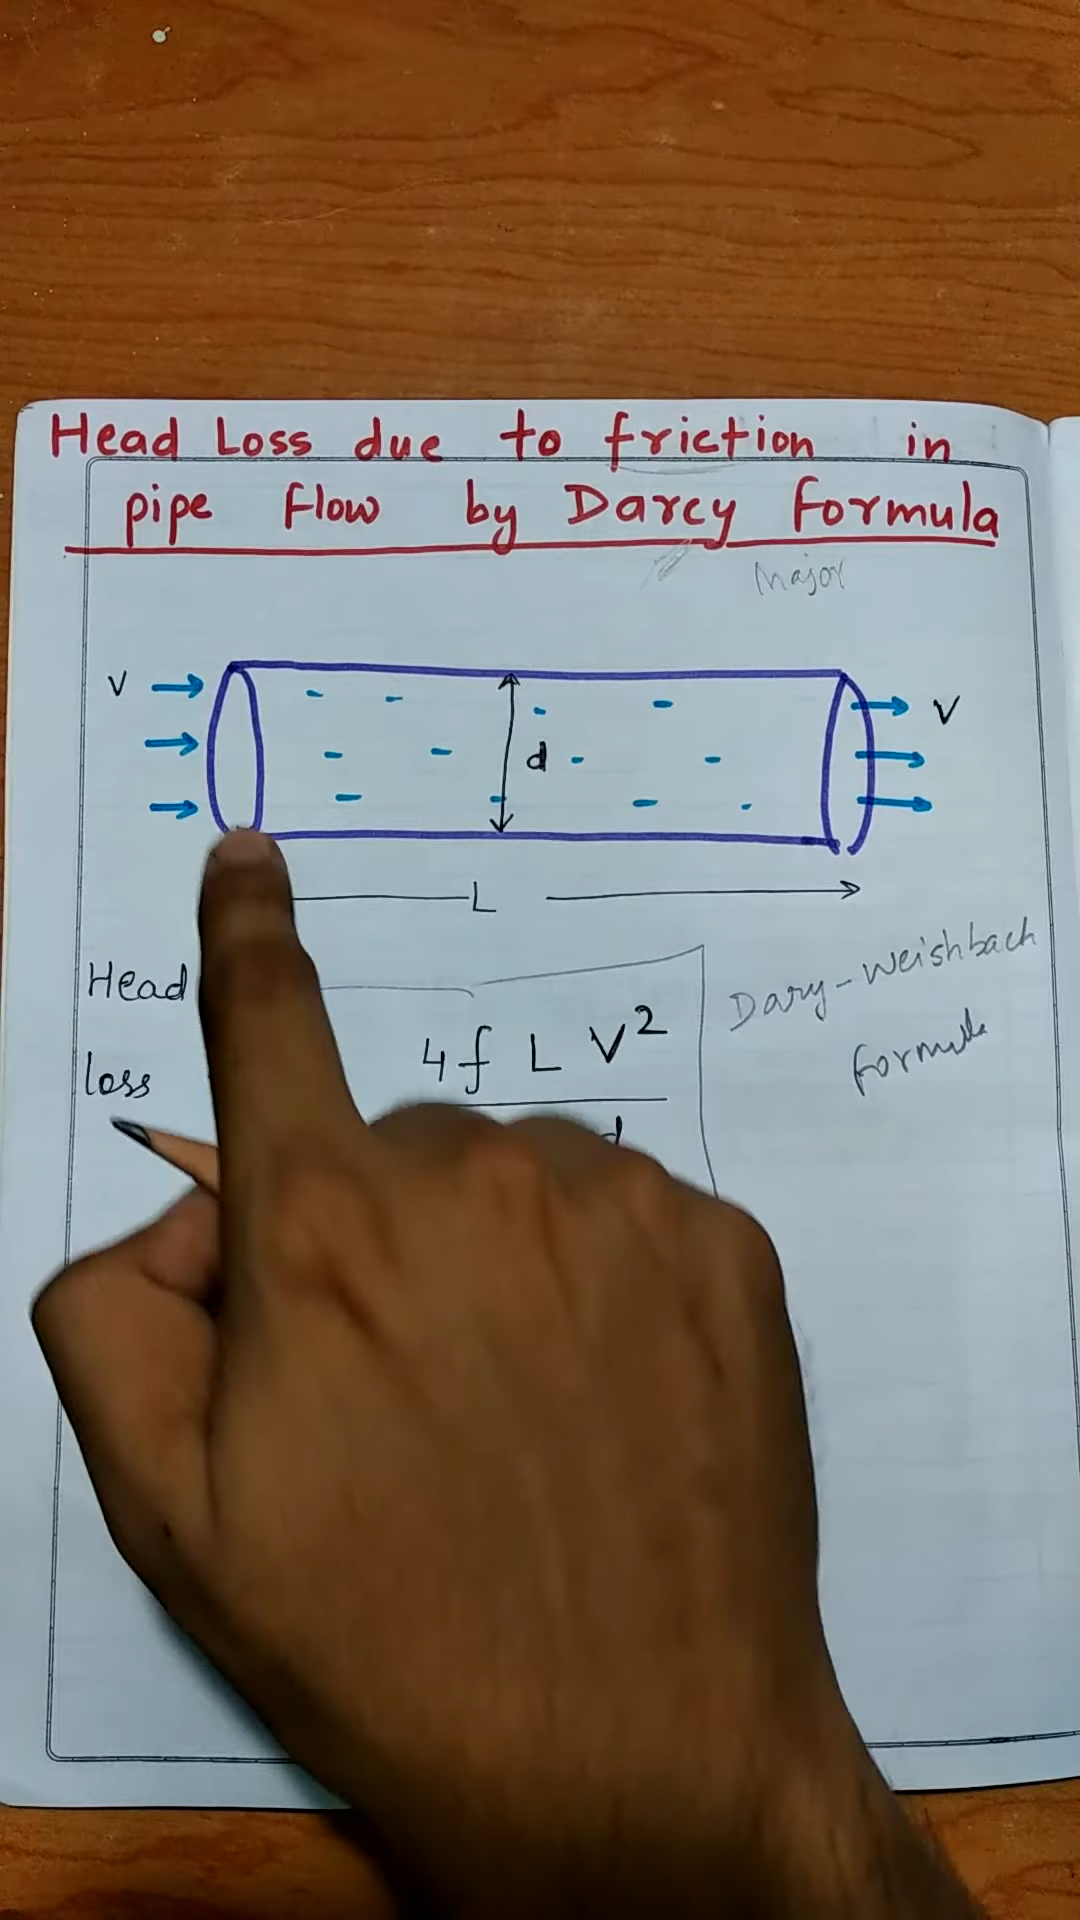 Head Loss due to friction in
pipe flow by Darcy formula
Major
V
V
d
L
Head
loss
4f L V²
d
Dary-Weishbach
formula